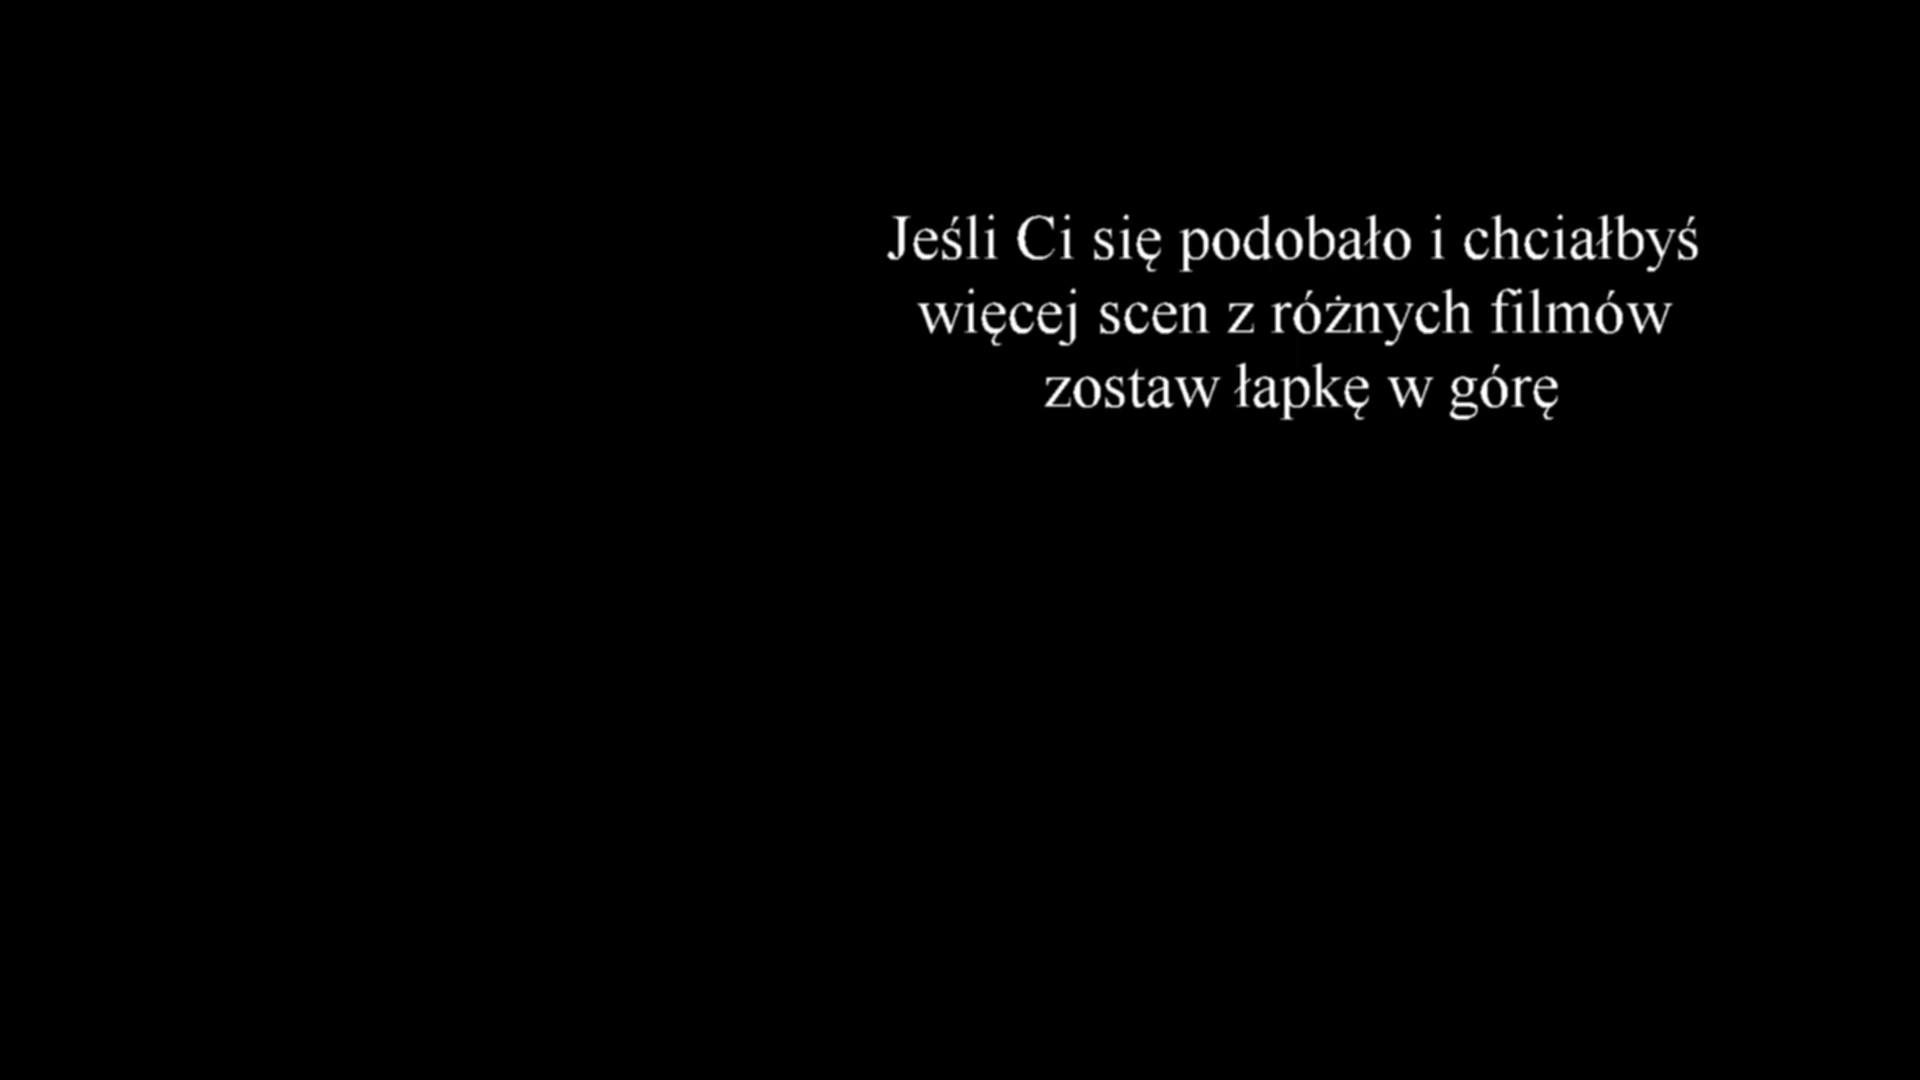 Jeśli Ci się podobało i chciałbyś
więcej scen z różnych filmów
zostaw łapkę w górę